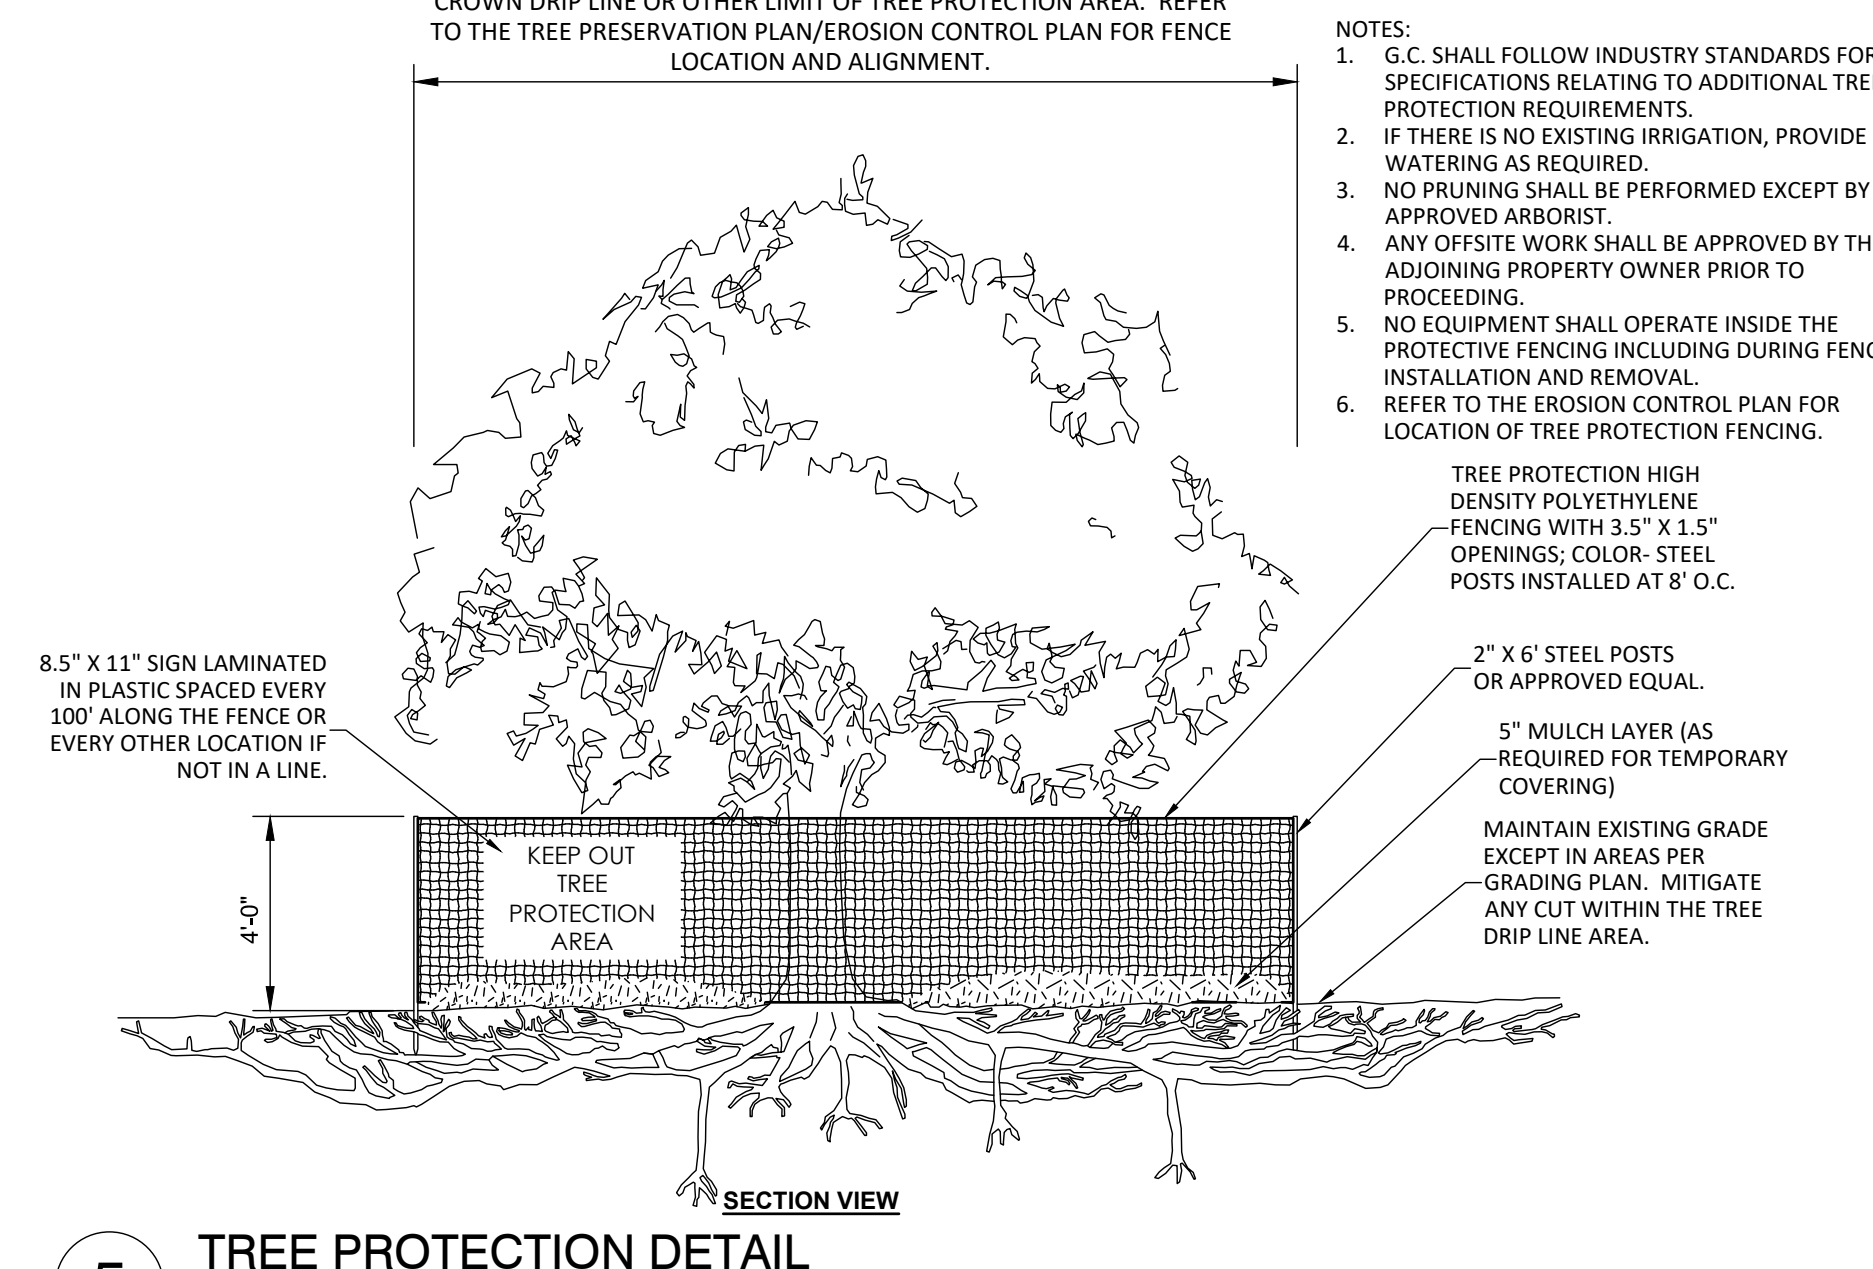 CROWN DRIP LINE OR OTHER LIMIT OF TREE PROTECTION AREA. REFER
TO THE TREE PRESERVATION PLAN/EROSION CONTROL PLAN FOR FENCE
LOCATION AND ALIGNMENT.
NOTES:
1. G.C. SHALL FOLLOW INDUSTRY STANDARDS FOR
SPECIFICATIONS RELATING TO ADDITIONAL TREE
PROTECTION REQUIREMENTS.
2. IF THERE IS NO EXISTING IRRIGATION, PROVIDE
WATERING AS REQUIRED.
3. NO PRUNING SHALL BE PERFORMED EXCEPT BY
APPROVED ARBORIST.
4. ANY OFFSITE WORK SHALL BE APPROVED BY TH
ADJOINING PROPERTY OWNER PRIOR TO
PROCEEDING.
5. NO EQUIPMENT SHALL OPERATE INSIDE THE
PROTECTIVE FENCING INCLUDING DURING FENC
INSTALLATION AND REMOVAL.
6. REFER TO THE EROSION CONTROL PLAN FOR
LOCATION OF TREE PROTECTION FENCING.
TREE PROTECTION HIGH
DENSITY POLYETHYLENE
FENCING WITH 3.5" X 1.5"
OPENINGS; COLOR- STEEL
POSTS INSTALLED AT 8' O.C.
2" X 6' STEEL POSTS
OR APPROVED EQUAL.
5" MULCH LAYER (AS
REQUIRED FOR TEMPORARY
COVERING)
MAINTAIN EXISTING GRADE
EXCEPT IN AREAS PER
GRADING PLAN. MITIGATE
ANY CUT WITHIN THE TREE
DRIP LINE AREA.
8.5" X 11" SIGN LAMINATED
IN PLASTIC SPACED EVERY
100' ALONG THE FENCE OR
EVERY OTHER LOCATION IF
NOT IN A LINE.
KEEP OUT
TREE
PROTECTION
AREA
4'-0"
SECTION VIEW
5
TREE PROTECTION DETAIL